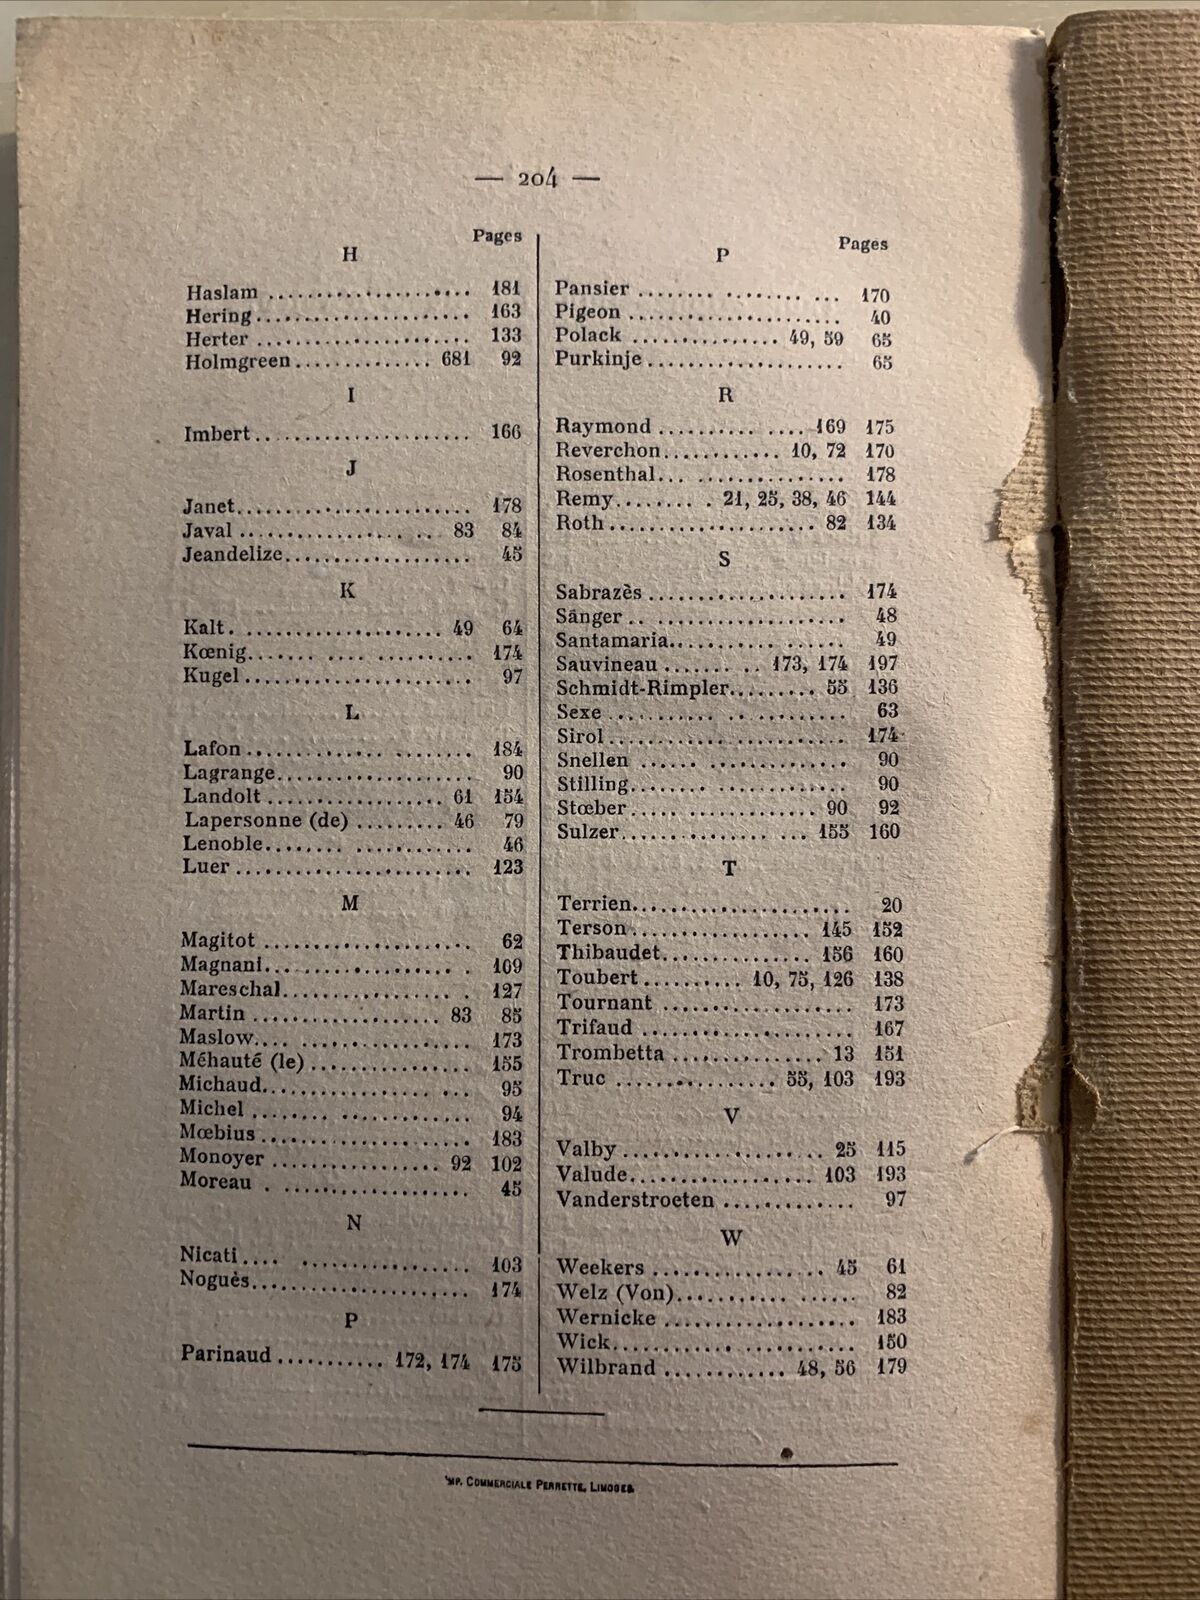 — 204 —
Pages
H
Haslam .................... 181
Hering...................... 163
Herter ...................... 133
Holmgreen.............. 681 92
I
Imbert...................... 166
J
Janet........................ 178
Javal .................... 83 84
Jeandelize................... 45
K
Kalt. .................... 49 64
Kœnig....................... 174
Kugel....................... 97
L
Lafon....................... 184
Lagrange.................... 90
Landolt .................. 61 154
Lapersonne (de) ......... 46 79
Lenoble..................... 46
Luer ........................ 123
M
Magitot ..................... 62
Magnani..................... 109
Mareschal................... 127
Martin ................... 83 85
Maslow...................... 173
Méhauté (le) ................ 155
Michaud..................... 95
Michel ...................... 94
Mœbius...................... 183
Monoyer ................. 92 102
Moreau . ................... 45
N
Nicati.... ................. 103
Noguès...................... 174
P
Parinaud ........... 172, 174 175
Pages
P
Pansier ........ ........ ... 170
Pigeon ...................... 40
Polack ............... 49, 59 65
Purkinje.................... 65
R
Raymond .......... .... 169 175
Reverchon............ 10, 72 170
Rosenthal... ............... 178
Remy........ . 21, 25, 38, 46 144
Roth..................... 82 134
S
Sabrazès .................... 174
Sänger .. .................. 48
Santamaria.................. 49
Sauvineau ....... .. 173, 174 197
Schmidt-Rimpler......... 55 136
Sexe ........................ 63
Sirol........................ 174
Snellen ...... .............. 90
Stilling..................... 90
Stœber................... 90 92
Sulzer................... 155 160
T
Terrien..................... 20
Terson................... 145 152
Thibaudet............... 156 160
Toubert .......... 10, 75, 126 138
Tournant .................... 173
Trifaud ..................... 167
Trombetta ............... 13 151
Truc ................ 55, 103 193
V
Valby.................... 25 115
Valude................... 103 193
Vanderstroeten .............. 97
W
Weekers .................. 45 61
Welz (Von)........... ...... 82
Wernicke .................... 183
Wick........................ 150
Wilbrand ............ 48, 56 179
IMP. COMMERCIALE PERRETTE, LIMOGES